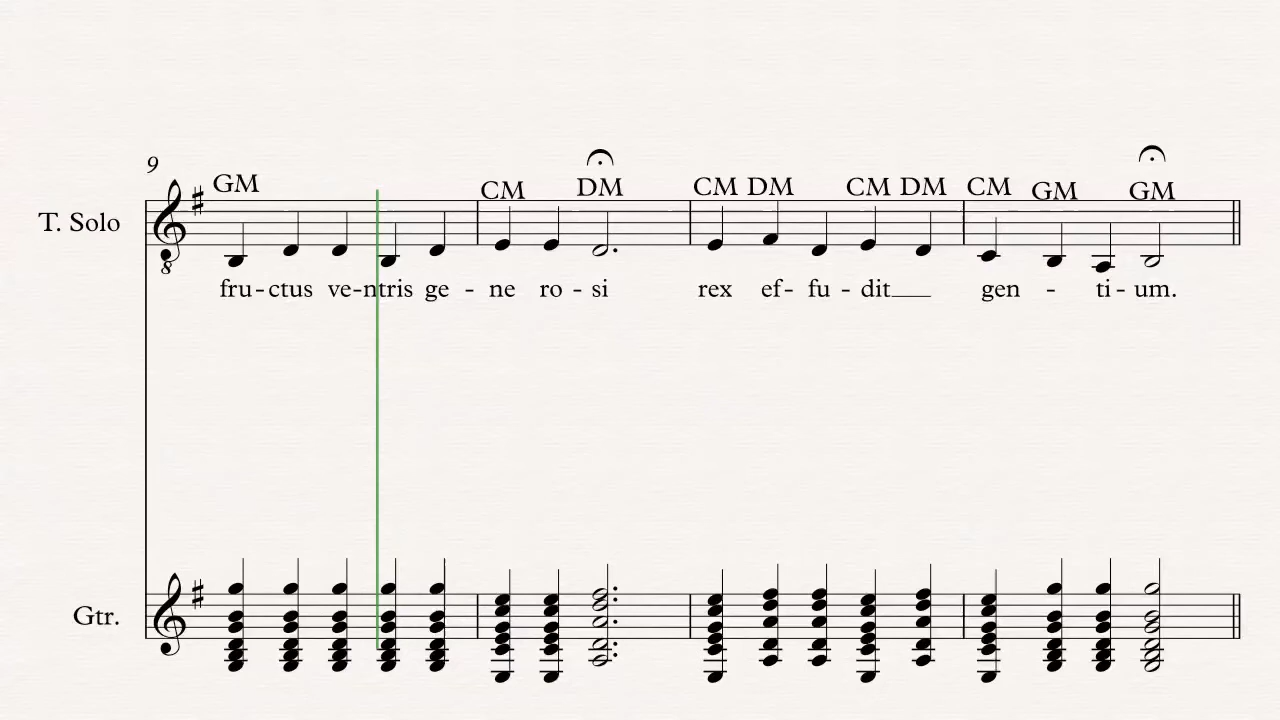 9
GM CM DM CM DM CM DM CM GM GM
T. Solo
8
fru-ctus ve-ntris ge - ne ro - si rex ef- fu - dit___ gen - ti - um.
Gtr.